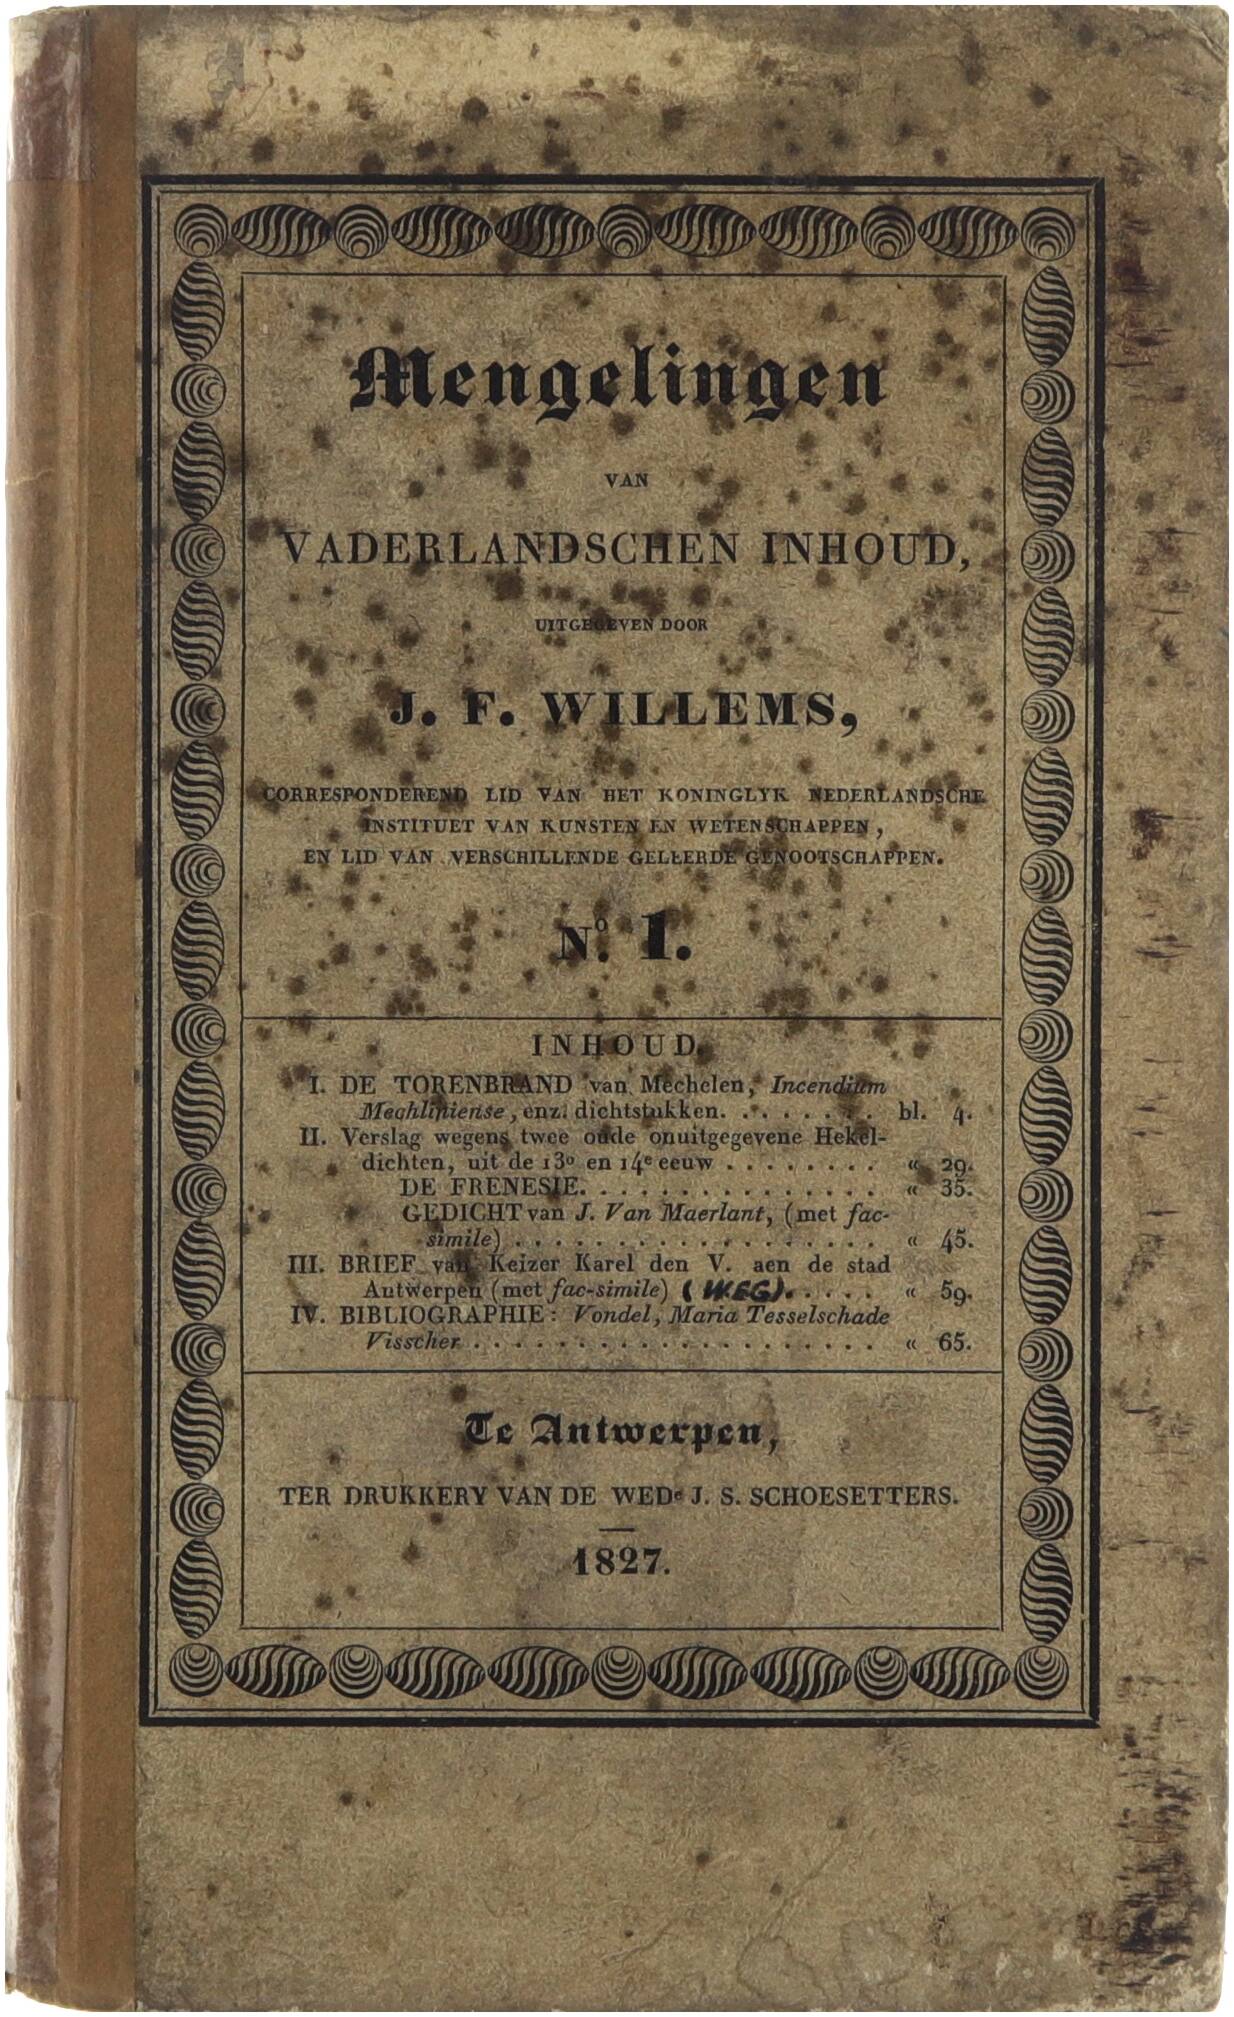 Mengelingen
VAN
VADERLANDSCHEN INHOUD,
UITGEGEVEN DOOR
J. F. WILLEMS,
CORRESPONDEREND LID VAN HET KONINGLYK NEDERLANDSCHE
INSTITUET VAN KUNSTEN EN WETENSCHAPPEN,
EN LID VAN VERSCHILLENDE GELEERDE GENOOTSCHAPPEN.
Nº. 1.
INHOUD.
I. DE TORENBRAND van Mechelen, Incendium
Mechliniense, enz. dichtstukken. . . . . . . . bl. 4.
II. Verslag wegens twee oude onuitgegevene Hekel-
dichten, uit de 13º en 14e eeuw . . . . . . . . « 29.
DE FRENESIE. . . . . . . . . . . . . . . « 35.
GEDICHT van J. Van Maerlant, (met fac-
simile) . . . . . . . . . . . . . . . . . . . « 45.
III. BRIEF van Keizer Karel den V. aen de stad
Antwerpen (met fac-simile) (WEG). . . . . « 59.
IV. BIBLIOGRAPHIE: Vondel, Maria Tesselschade
Visscher . . . . . . . . . . . . . . . . . . . . « 65.
Te Antwerpen,
TER DRUKKERY VAN DE WEDe J. S. SCHOESETTERS.
1827.